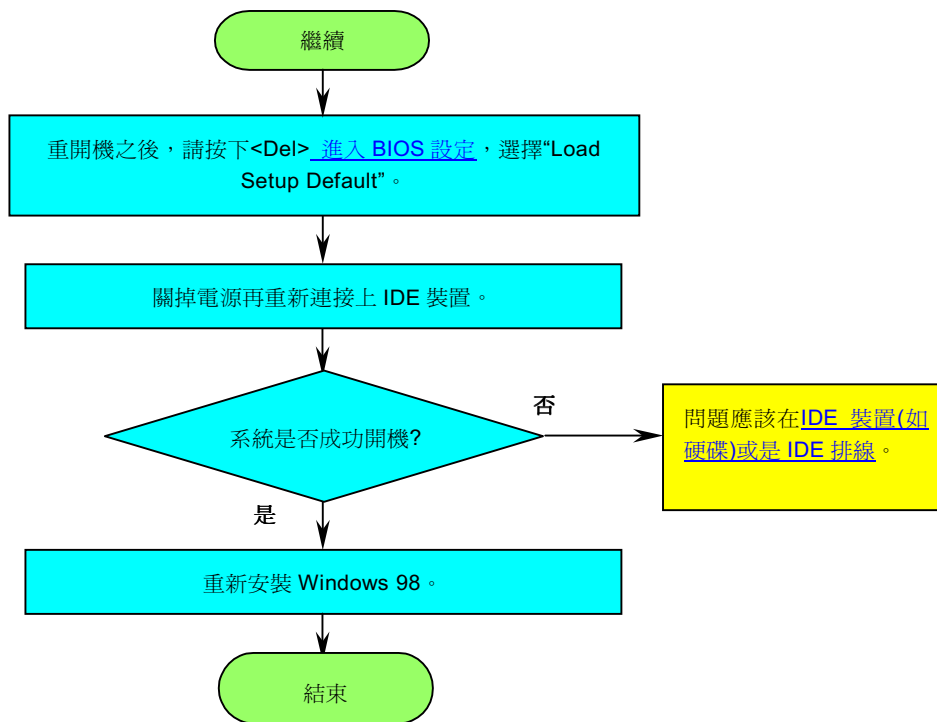 繼續
重開機之後，請按下<Del> 進入 BIOS 設定，選擇“Load
Setup Default”。
關掉電源再重新連接上 IDE 裝置。
系統是否成功開機?
否
問題應該在IDE 裝置(如
硬碟)或是 IDE 排線。
是
重新安裝 Windows 98。
結束